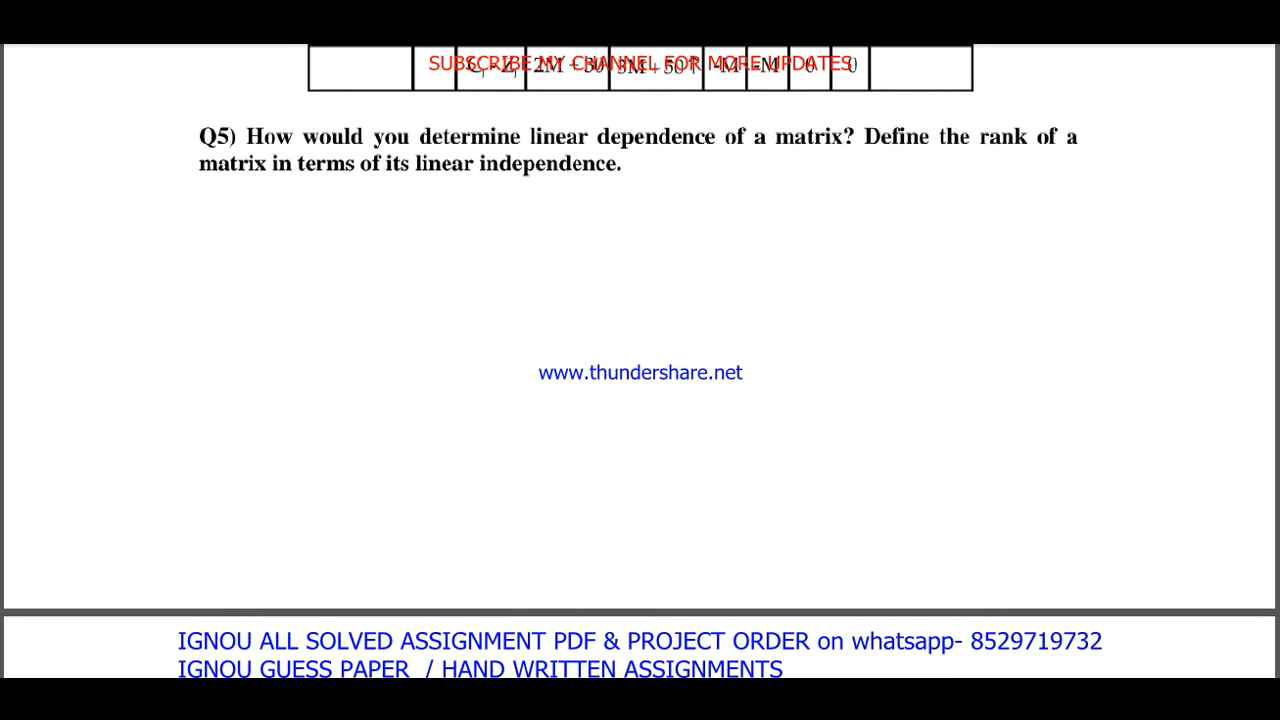 SUBSCRIBE MY CHANNEL FOR MORE UPDATES
-M -M 0 0
Q5) How would you determine linear dependence of a matrix? Define the rank of a
matrix in terms of its linear independence.
www.thundershare.net
IGNOU ALL SOLVED ASSIGNMENT PDF & PROJECT ORDER on whatsapp- 8529719732
IGNOU GUESS PAPER / HAND WRITTEN ASSIGNMENTS